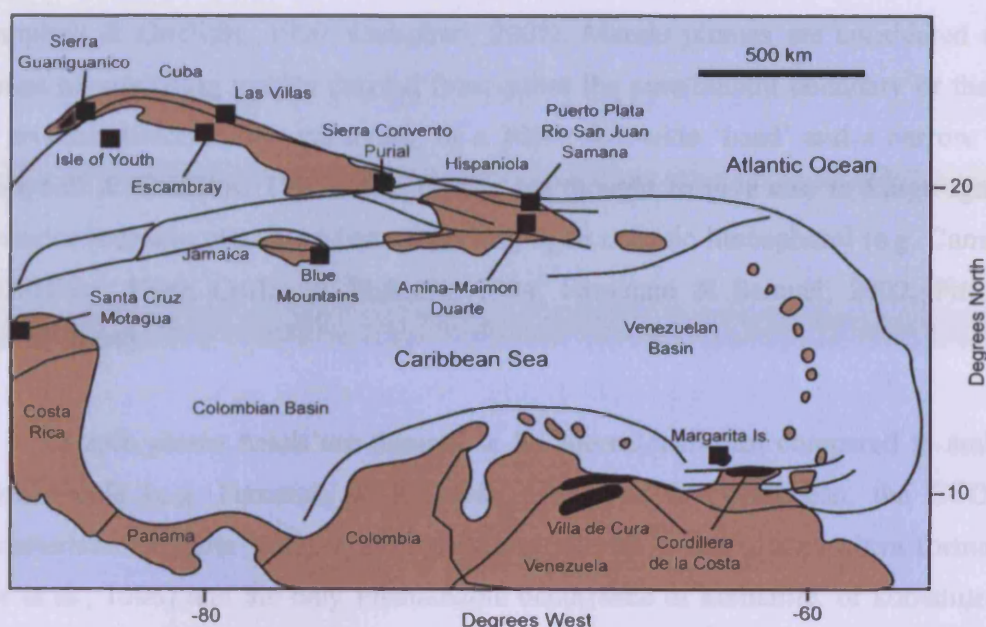 Sierra
Guaniguanico
Cuba
Las Villas
500 km
Puerto Plata
Rio San Juan
Samana
Sierra Convento
Purial
Hispaniola
Atlantic Ocean
Isle of Youth
Escambray
20
Jamaica
Blue
Mountains
Amina-Maimon
Duarte
Santa Cruz
Motagua
Venezuelan
Basin
Caribbean Sea
Degrees North
Costa
Rica
Colombian Basin
Margarita Is.
10
Panama
Colombia
Villa de Cura
Venezuela
Cordillera
de la Costa
-80
-60
Degrees West